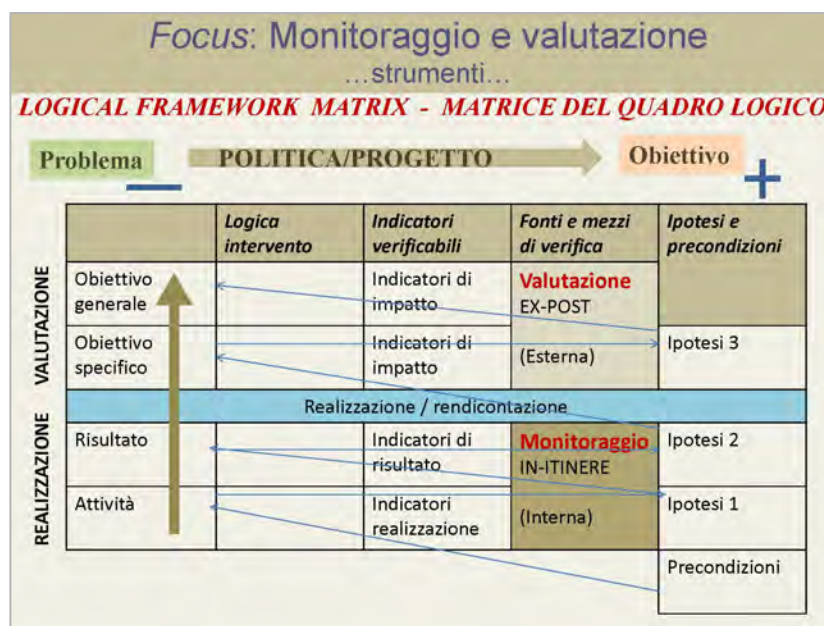 Focus: Monitoraggio e valutazione
…strumenti…
LOGICAL FRAMEWORK MATRIX - MATRICE DEL QUADRO LOGICO
Problema
POLITICA/PROGETTO
Obiettivo
–
+
Logica
intervento
Indicatori
verificabili
Fonti e mezzi
di verifica
Ipotesi e
precondizioni
VALUTAZIONE
Obiettivo
generale
Indicatori di
impatto
Valutazione
EX-POST
Obiettivo
specifico
Indicatori di
impatto
(Esterna)
Ipotesi 3
Realizzazione / rendicontazione
REALIZZAZIONE
Risultato
Indicatori di
risultato
Monitoraggio
IN-ITINERE
Ipotesi 2
Attività
Indicatori
realizzazione
(Interna)
Ipotesi 1
Precondizioni